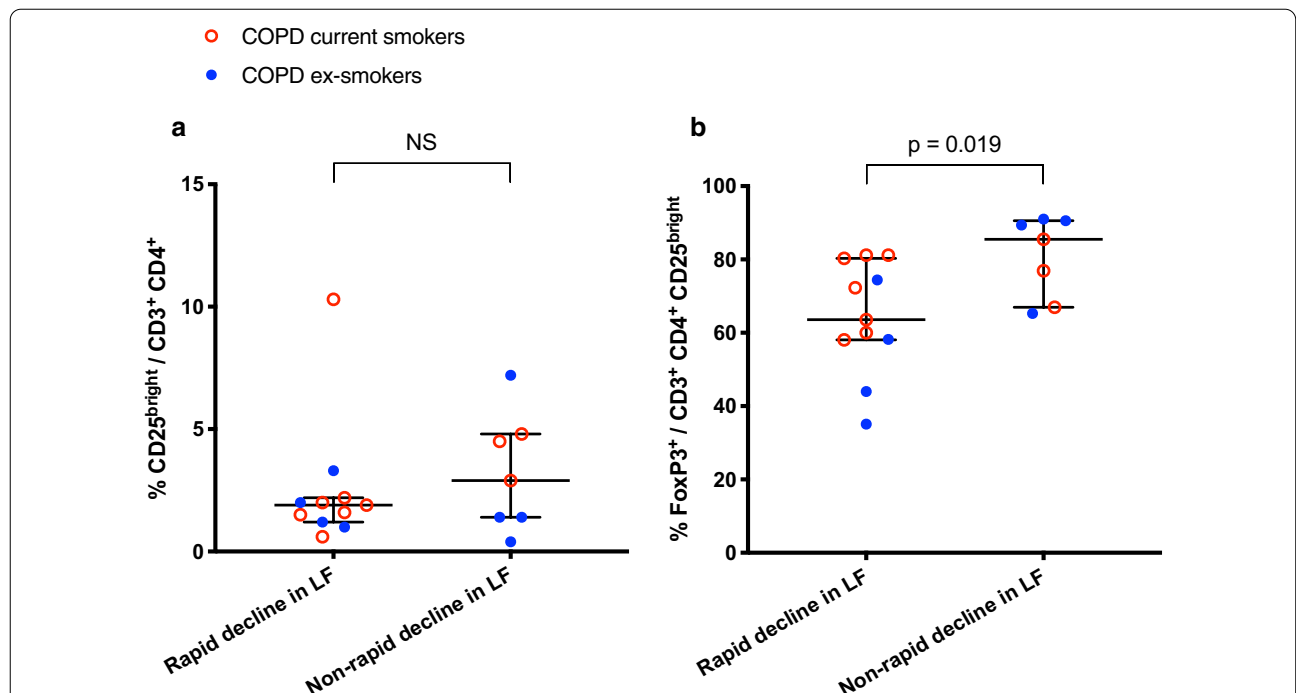 COPD current smokers
COPD ex-smokers
a
NS
15
10
5
0
% CD25bright / CD3+ CD4+
Rapid decline in LF
Non-rapid decline in LF
b
p = 0.019
100
80
60
40
20
0
% FoxP3+ / CD3+ CD4+ CD25bright
Rapid decline in LF
Non-rapid decline in LF